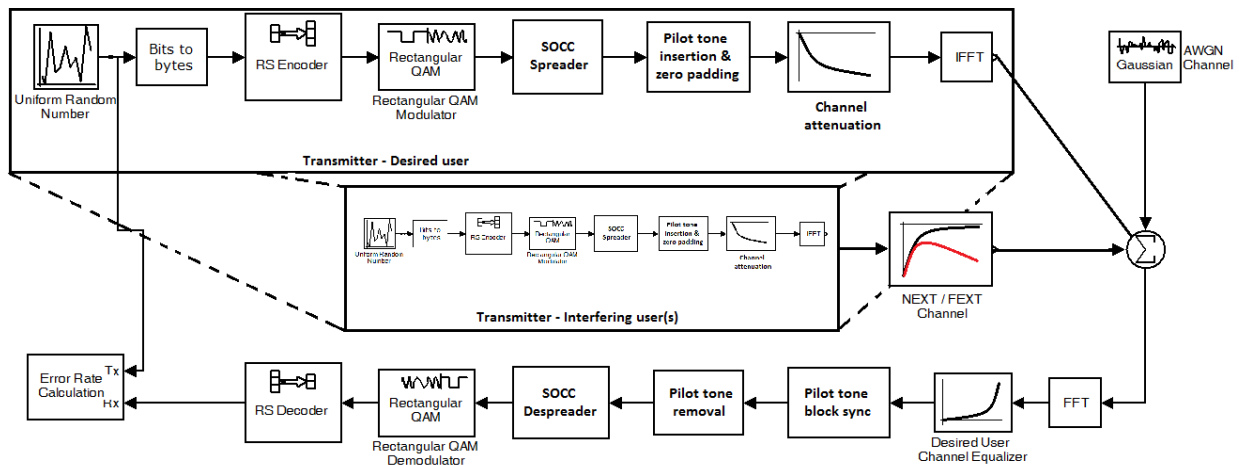 Uniform Random
Number
Bits to
bytes
RS Encoder
Rectangular
QAM
Rectangular QAM
Modulator
SOCC
Spreader
Pilot tone
insertion &
zero padding
Channel
attenuation
IFFT
Gaussian
AWGN
Channel
Transmitter - Desired user
Uniform Random
Number
Bits to
bytes
RS Encoder
Rectangular
QAM
Rectangular QAM
Modulator
SOCC
Spreader
Pilot tone
insertion &
zero padding
Channel
attenuation
IFFT
Transmitter - Interfering user(s)
NEXT / FEXT
Channel
Σ
Error Rate
Calculation
Tx
Rx
RS Decoder
Rectangular
QAM
Rectangular QAM
Demodulator
SOCC
Despreader
Pilot tone
removal
Pilot tone
block sync
Desired User
Channel Equalizer
FFT